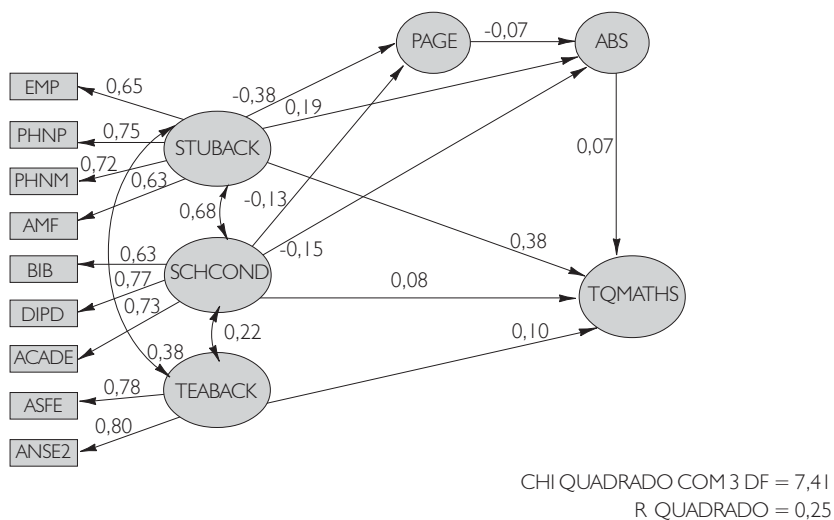 PAGE
-0,07
ABS
EMP
0,65
-0,38
0,19
PHNP
0,75
STUBACK
0,07
PHNM
0,72
0,63
AMF
0,68
-0,13
0,38
BIB
0,63
-0,15
SCHCOND
0,77
DIPD
0,08
TQMATHS
0,73
0,22
0,10
ACADE
0,38
TEABACK
ASFE
0,78
0,80
ANSE2
CHI QUADRADO COM 3 DF = 7,41
R QUADRADO = 0,25